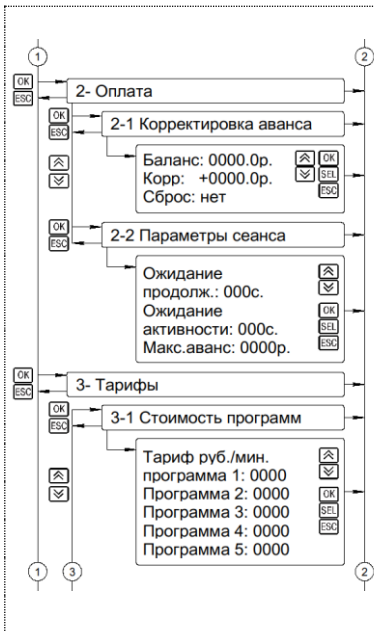 1
2
OK
ESC
2- Оплата
OK
ESC
2-1 Корректировка аванса
Баланс: 0000.0р.
Корр: +0000.0р.
Сброс: нет
OK
SEL
ESC
OK
ESC
2-2 Параметры сеанса
Ожидание
продолж.: 000с.
Ожидание
активности: 000с.
Макс.аванс: 0000р.
OK
SEL
ESC
OK
ESC
3- Тарифы
OK
ESC
3-1 Стоимость программ
Тариф руб./мин.
программа 1: 0000
Программа 2: 0000
Программа 3: 0000
Программа 4: 0000
Программа 5: 0000
OK
SEL
ESC
1
3
2